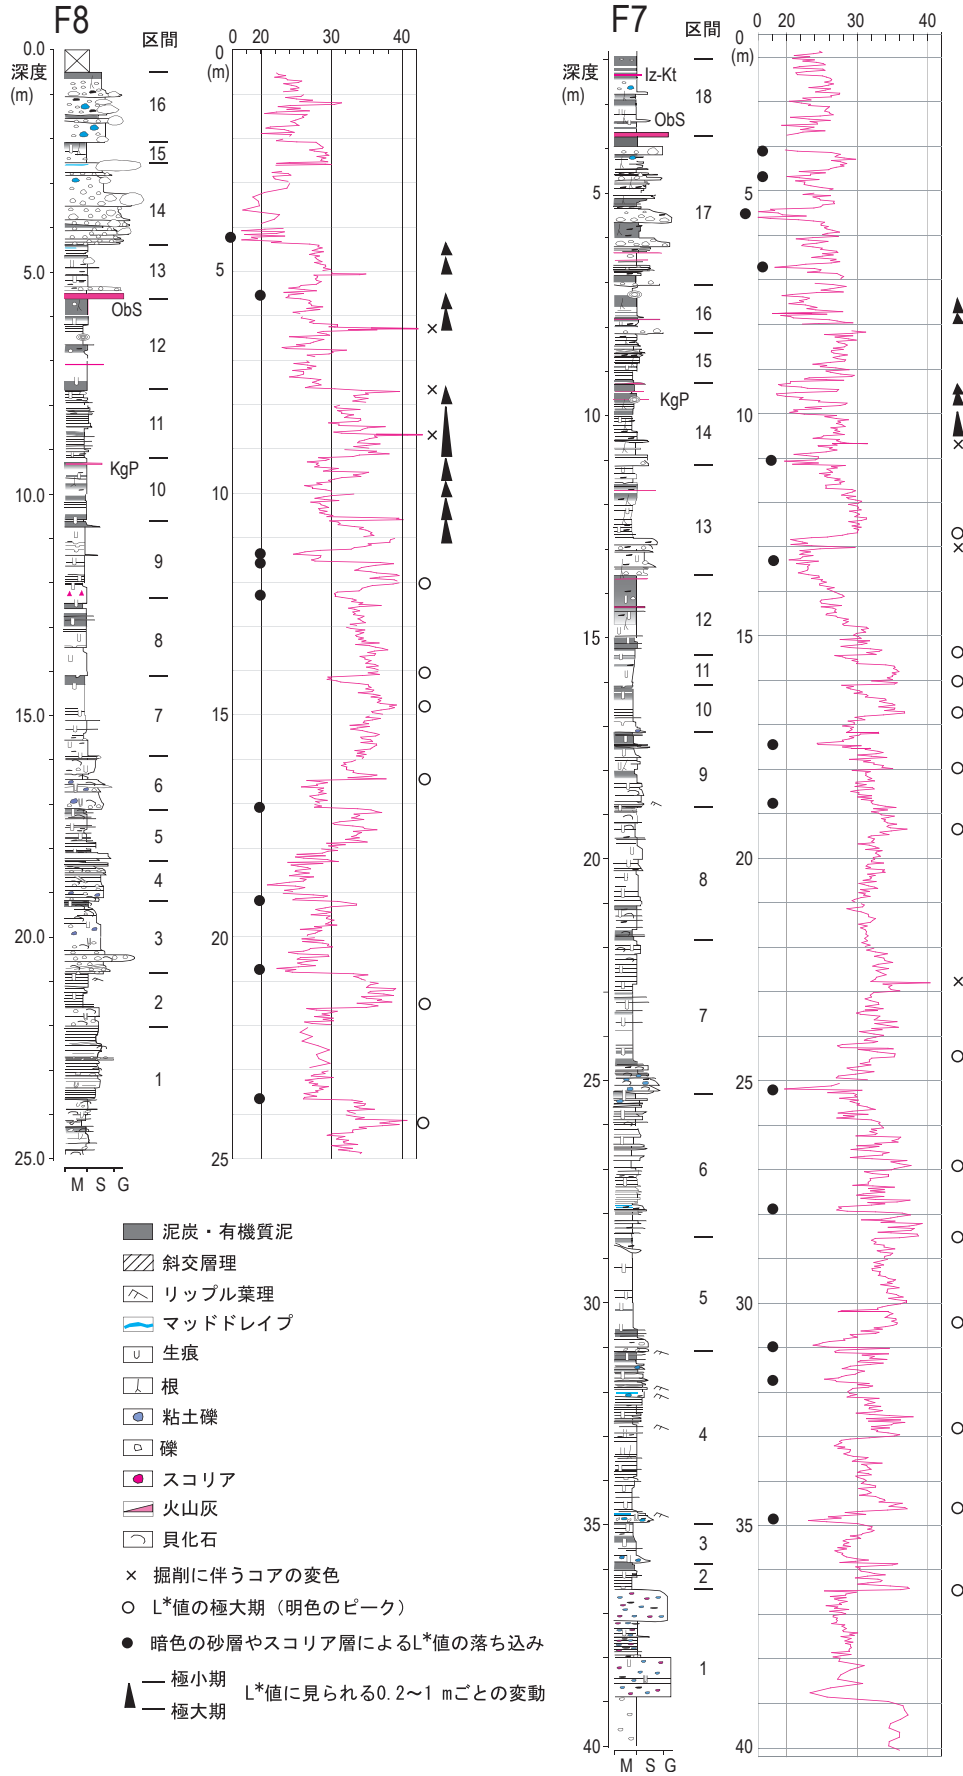 F8
区間
0 20 30 40
0
(m)
0.0
深度
(m)
16
15
14
13
5.0
5
ObS
12
11
KgP
10
10.0
10
9
8
7
15.0
15
6
5
4
3
20.0
20
2
1
25.0
25
M S G
F7
区間
0 20 30 40
0
(m)
深度
(m)
Iz-Kt
18
ObS
5
5
17
16
15
KgP
10
10
14
13
12
15
15
11
10
9
20
20
8
7
25
25
6
5
30
30
4
35
35
3
2
1
40
40
M S G
泥炭・有機質泥
斜交層理
リップル葉理
マッドドレイプ
生痕
根
粘土礫
礫
スコリア
火山灰
貝化石
× 掘削に伴うコアの変色
○ L*値の極大期（明色のピーク）
● 暗色の砂層やスコリア層によるL*値の落ち込み
極小期
極大期
L*値に見られる0.2〜1 mごとの変動